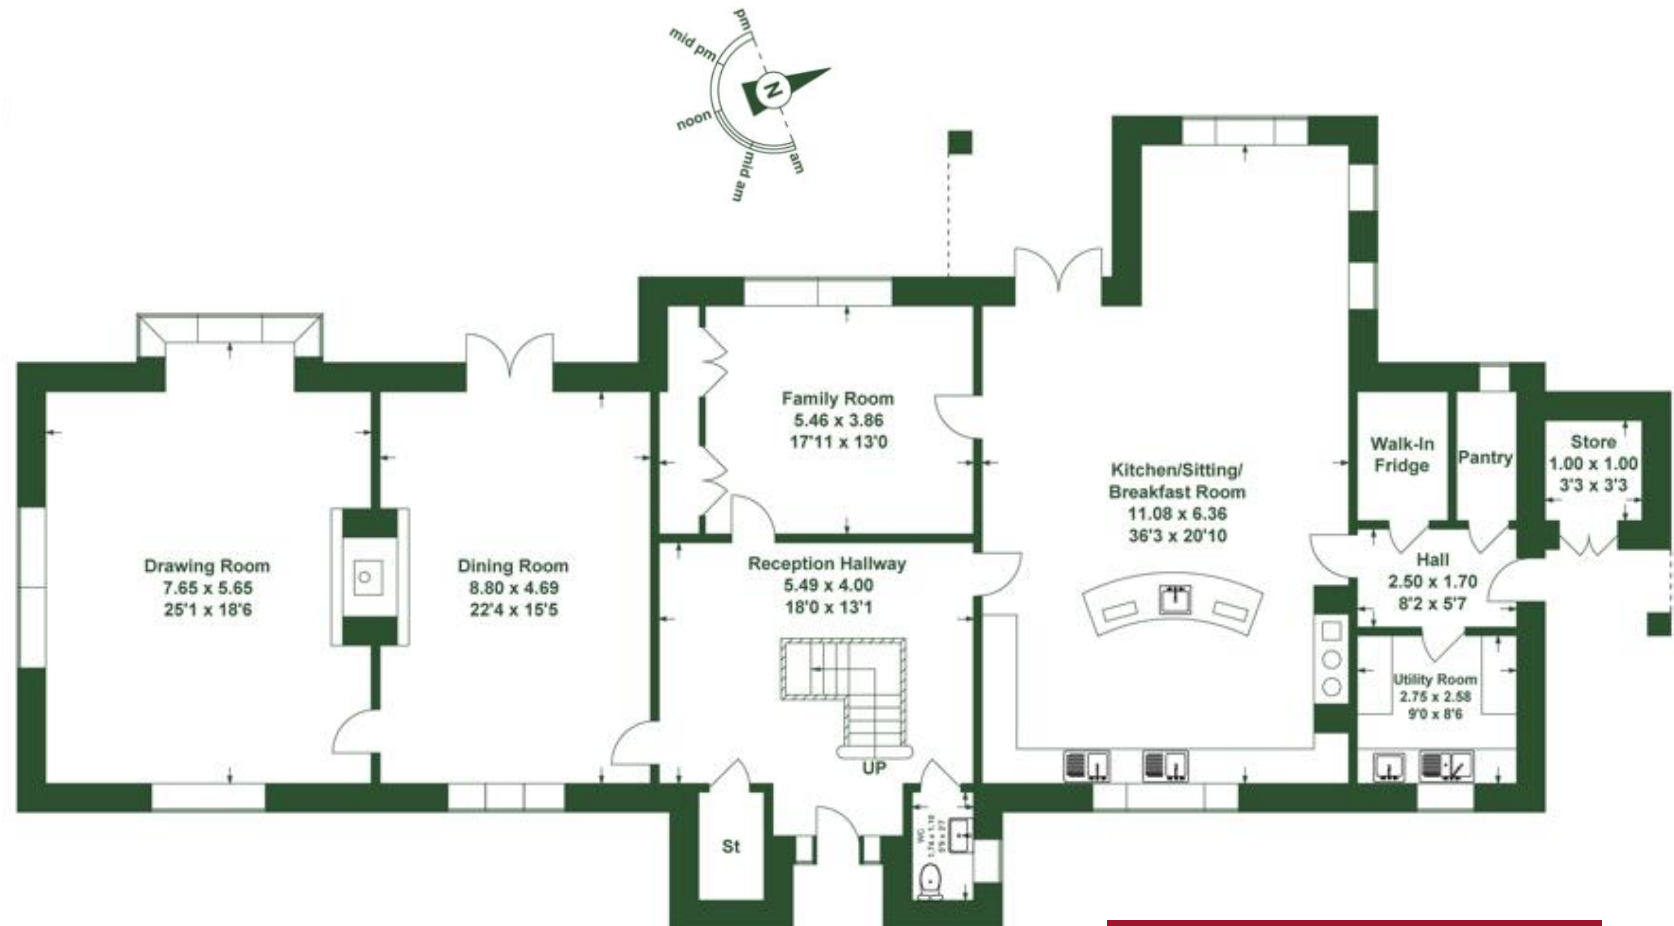 pm
mid pm
noon
mid am
am
N
Family Room
5.46 x 3.86
17'11 x 13'0
Kitchen/Sitting/
Breakfast Room
11.08 x 6.36
36'3 x 20'10
Walk-In
Fridge
Pantry
Store
1.00 x 1.00
3'3 x 3'3
Drawing Room
7.65 x 5.65
25'1 x 18'6
Dining Room
8.80 x 4.69
22'4 x 15'5
Reception Hallway
5.49 x 4.00
18'0 x 13'1
Hall
2.50 x 1.70
8'2 x 5'7
Utility Room
2.75 x 2.58
9'0 x 8'6
UP
St
WC